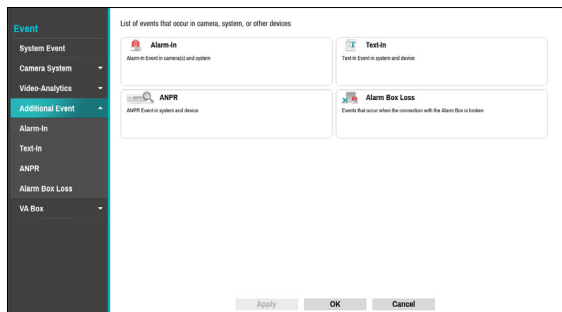 Event
System Event
Camera System
Video-Analytics
Additional Event
Alarm-In
Text-In
ANPR
Alarm Box Loss
VA Box
List of events that occur in camera, system, or other devices
Alarm-in
Alarm-In Event in camera(s) and system
Text-In
Text-In Event in system and device
ANPR
ANPR Event in system and device
Alarm Box Loss
Events that occur when the connection with the Alarm Box is broken
Apply OK Cancel